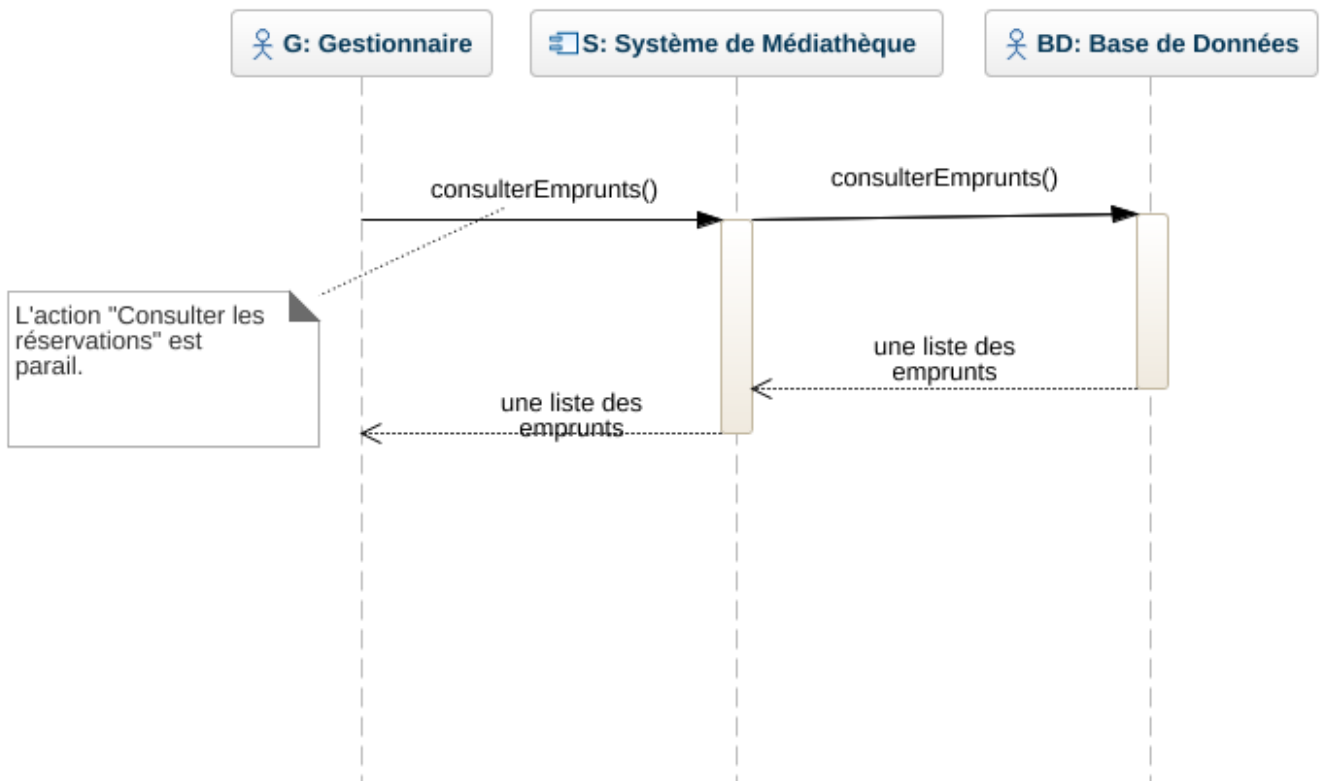 G: Gestionnaire
S: Système de Médiathèque
BD: Base de Données
consulterEmprunts()
consulterEmprunts()
L'action "Consulter les
réservations" est
parail.
une liste des
emprunts
une liste des
emprunts